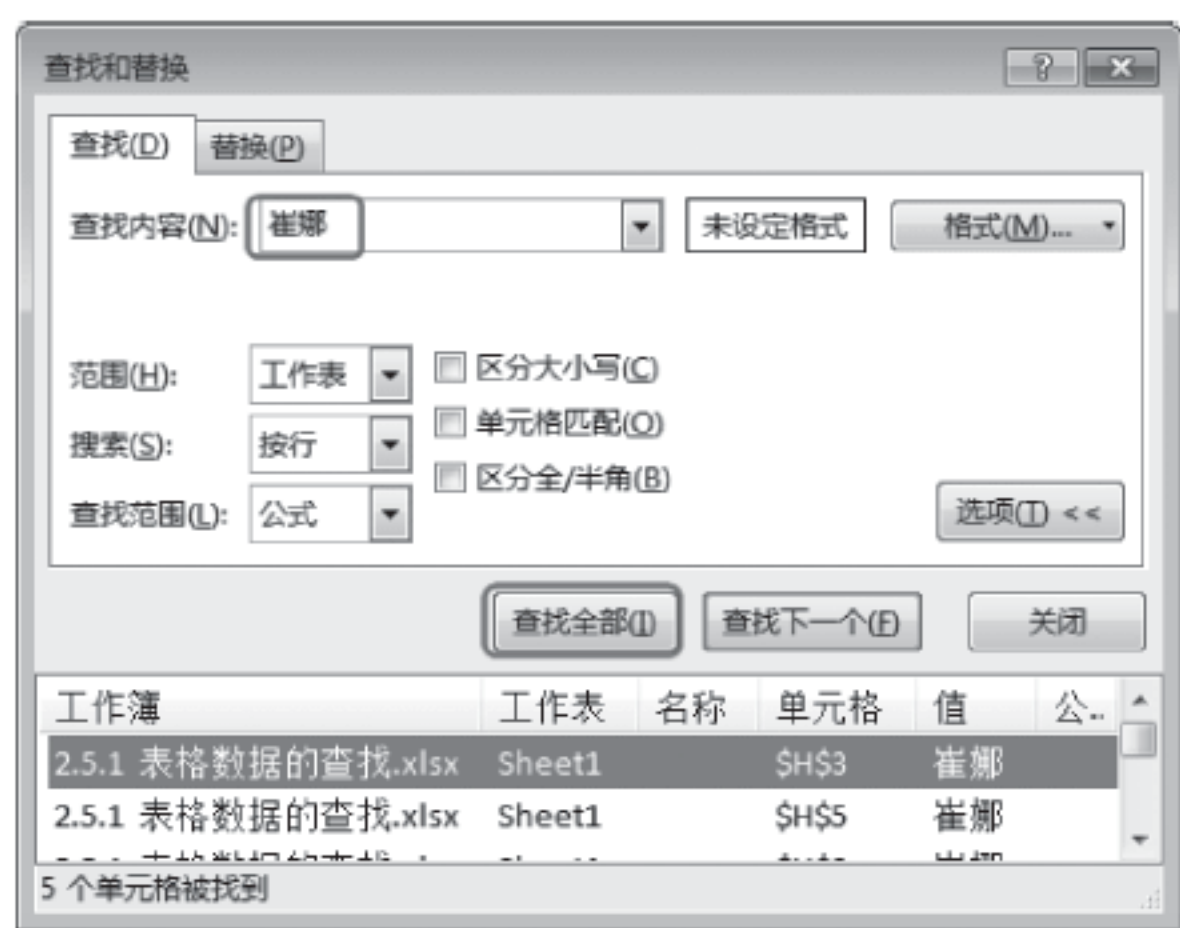 查找和替换
查找(D) 替换(P)
查找内容(N): 崔娜 未设定格式 格式(M)...
范围(H): 工作表 区分大小写(C)
单元格匹配(O)
搜索(S): 按行
区分全/半角(B)
查找范围(L): 公式 选项(T) <<
查找全部(I) 查找下一个(F) 关闭
工作簿 工作表 名称 单元格 值 公..
2.5.1 表格数据的查找.xlsx Sheet1 $H$3 崔娜
2.5.1 表格数据的查找.xlsx Sheet1 $H$5 崔娜
5 个单元格被找到